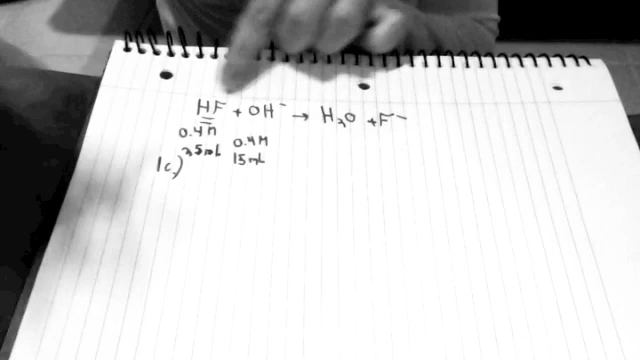 HF + OH⁻ → H₂O + F⁻
0.4M 0.4M
25mL 15mL
1c)